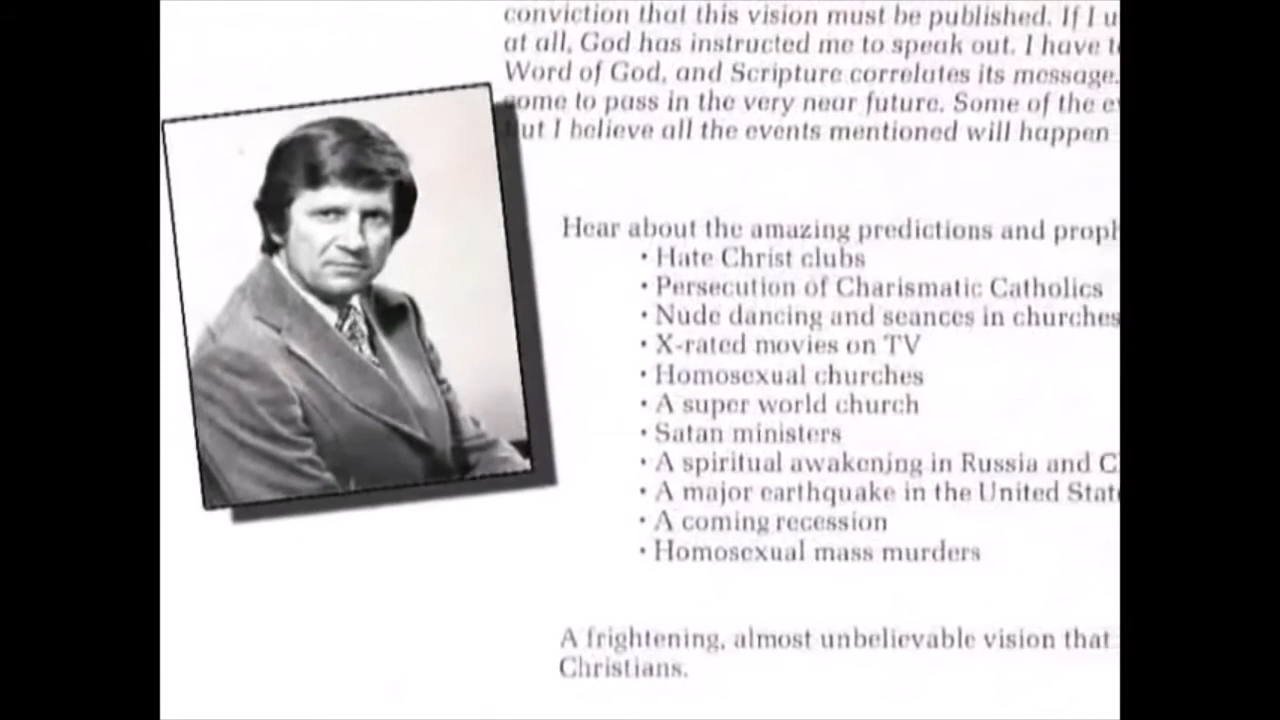 conviction that this vision must be published. If I u
at all, God has instructed me to speak out. I have t
Word of God, and Scripture correlates its message.
come to pass in the very near future. Some of the e
but I believe all the events mentioned will happen
Hear about the amazing predictions and proph
• Hate Christ clubs
• Persecution of Charismatic Catholics
• Nude dancing and seances in churches
• X-rated movies on TV
• Homosexual churches
• A super world church
• Satan ministers
• A spiritual awakening in Russia and C
• A major earthquake in the United State
• A coming recession
• Homosexual mass murders
A frightening, almost unbelievable vision that
Christians.